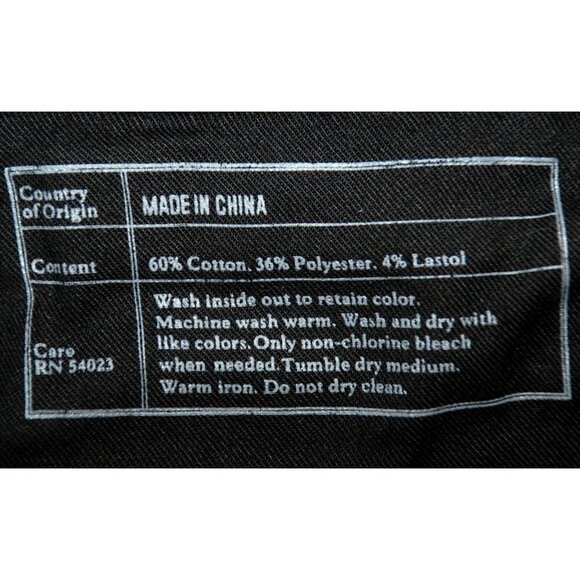 Country
of Origin
MADE IN CHINA
Content
60% Cotton. 36% Polyester. 4% Lastol
Care
RN 54023
Wash inside out to retain color.
Machine wash warm. Wash and dry with
like colors. Only non-chlorine bleach
when needed. Tumble dry medium.
Warm iron. Do not dry clean.